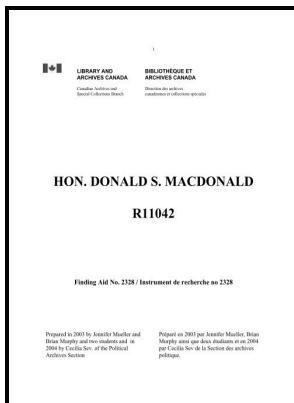 1
LIBRARY AND
ARCHIVES CANADA
Canadian Archives and
Special Collections Branch
BIBLIOTHÈQUE ET
ARCHIVES CANADA
Direction des archives
canadiennes et collections spéciales
HON. DONALD S. MACDONALD
R11042
Finding Aid No. 2328 / Instrument de recherche no 2328
Prepared in 2003 by Jennifer Mueller and
Brian Murphy and two students and in
2004 by Cecilia Sev. of the Political
Archives Section
Préparé en 2003 par Jennifer Mueller, Brian
Murphy ainsi que deux étudiants et en 2004
par Cecilia Sev de la Section des archives
politique.